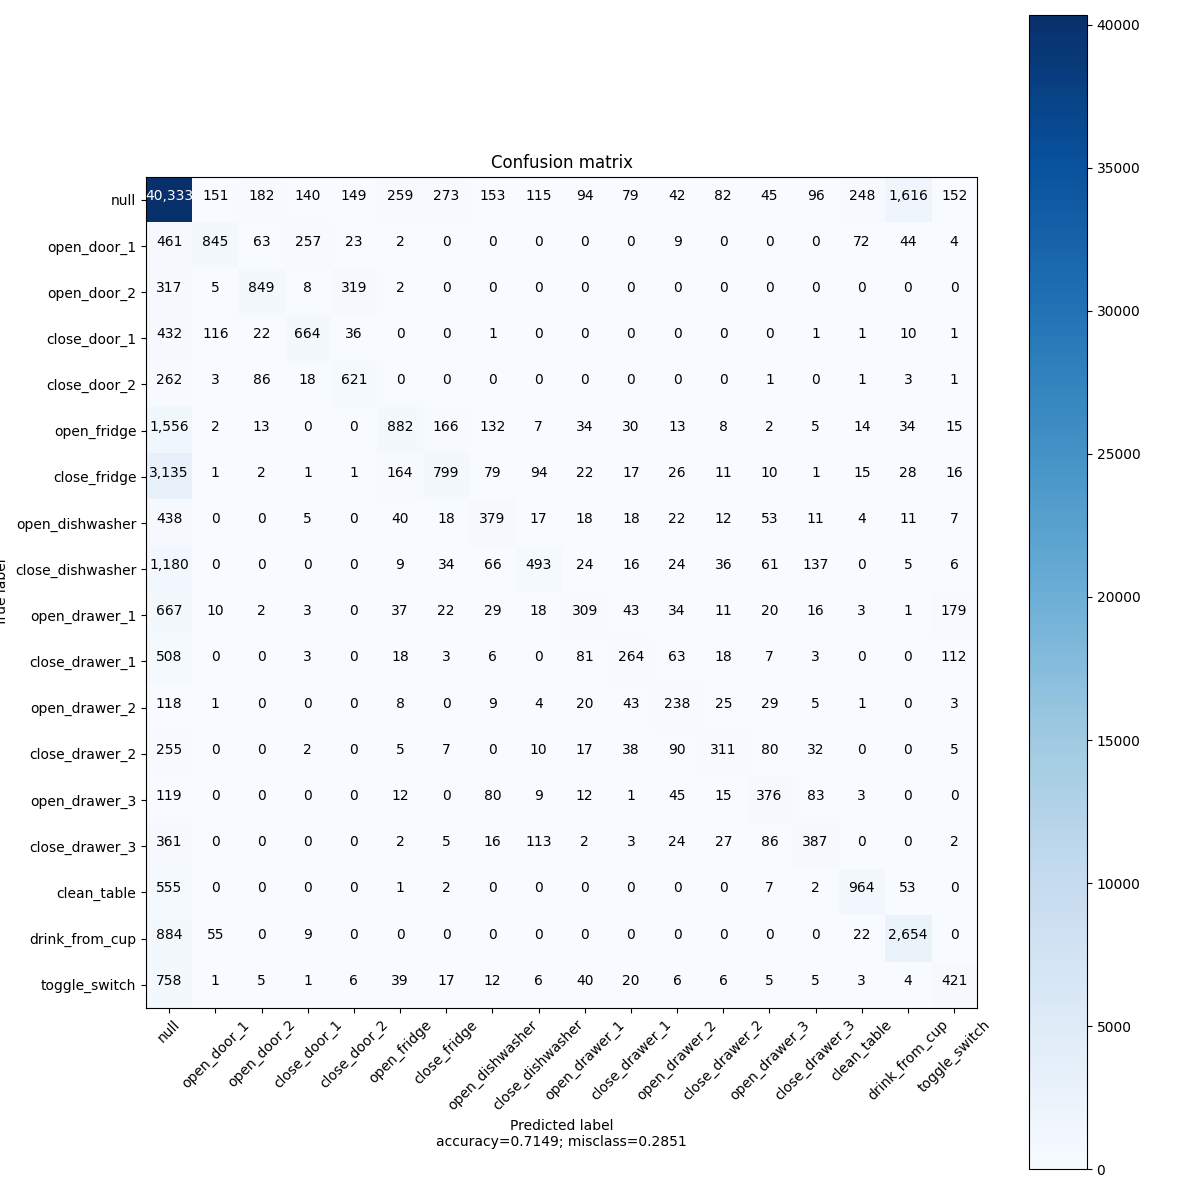 Confusion matrix
null 40,333 151 182 140 149 259 273 153 115 94 79 42 82 45 96 248 1,616 152
open_door_1 461 845 63 257 23 2 0 0 0 0 0 9 0 0 0 72 44 4
open_door_2 317 5 849 8 319 2 0 0 0 0 0 0 0 0 0 0 0 0
close_door_1 432 116 22 664 36 0 0 1 0 0 0 0 0 0 1 1 10 1
close_door_2 262 3 86 18 621 0 0 0 0 0 0 0 0 1 0 1 3 1
open_fridge 1,556 2 13 0 0 882 166 132 7 34 30 13 8 2 5 14 34 15
close_fridge 3,135 1 2 1 1 164 799 79 94 22 17 26 11 10 1 15 28 16
open_dishwasher 438 0 0 5 0 40 18 379 17 18 18 22 12 53 11 4 11 7
close_dishwasher 1,180 0 0 0 0 9 34 66 493 24 16 24 36 61 137 0 5 6
open_drawer_1 667 10 2 3 0 37 22 29 18 309 43 34 11 20 16 3 1 179
close_drawer_1 508 0 0 3 0 18 3 6 0 81 264 63 18 7 3 0 0 112
open_drawer_2 118 1 0 0 0 8 0 9 4 20 43 238 25 29 5 1 0 3
close_drawer_2 255 0 0 2 0 5 7 0 10 17 38 90 311 80 32 0 0 5
open_drawer_3 119 0 0 0 0 12 0 80 9 12 1 45 15 376 83 3 0 0
close_drawer_3 361 0 0 0 0 2 5 16 113 2 3 24 27 86 387 0 0 2
clean_table 555 0 0 0 0 1 2 0 0 0 0 0 0 7 2 964 53 0
drink_from_cup 884 55 0 9 0 0 0 0 0 0 0 0 0 0 0 22 2,654 0
toggle_switch 758 1 5 1 6 39 17 12 6 40 20 6 6 5 5 3 4 421
null open_door_1 open_door_2 close_door_1 close_door_2 open_fridge close_fridge open_dishwasher close_dishwasher open_drawer_1 close_drawer_1 open_drawer_2 close_drawer_2 open_drawer_3 close_drawer_3 clean_table drink_from_cup toggle_switch
Predicted label
accuracy=0.7149; misclass=0.2851
40000
35000
30000
25000
20000
15000
10000
5000
0